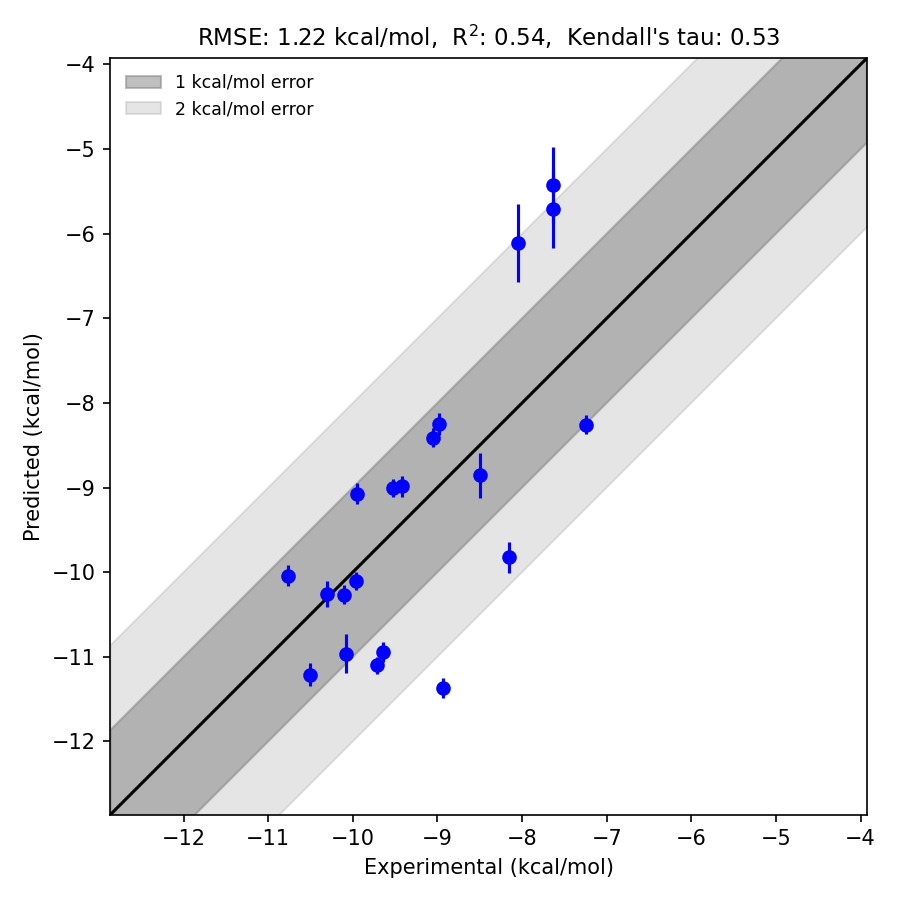 RMSE: 1.22 kcal/mol, R²: 0.54, Kendall's tau: 0.53
1 kcal/mol error
2 kcal/mol error
−4
−5
−6
−7
−8
−9
−10
−11
−12
Predicted (kcal/mol)
−12 −11 −10 −9 −8 −7 −6 −5 −4
Experimental (kcal/mol)